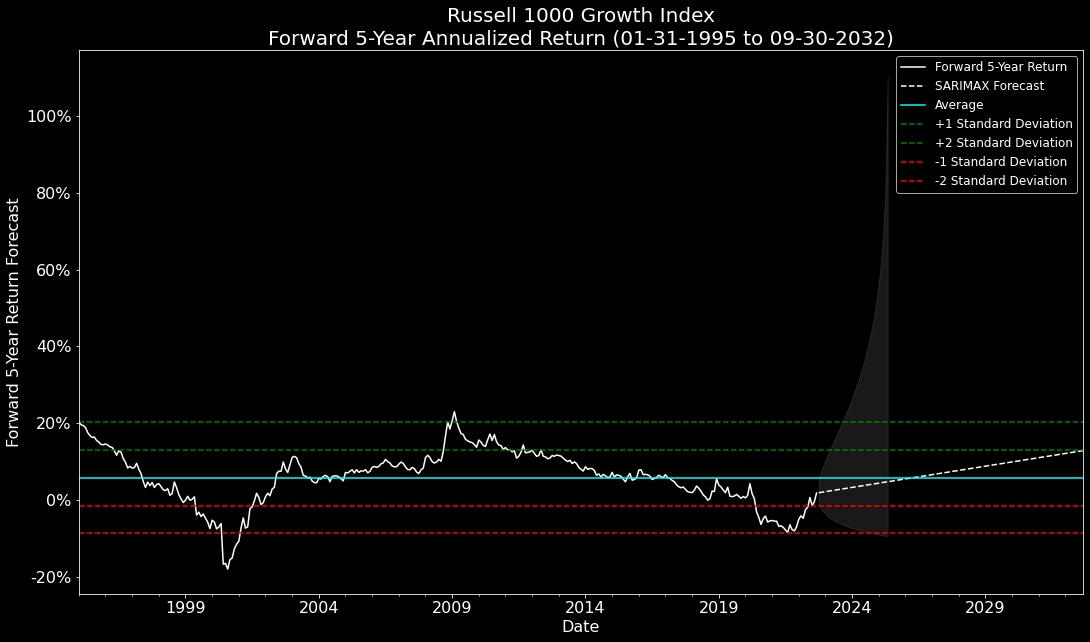 Russell 1000 Growth Index
Forward 5-Year Annualized Return (01-31-1995 to 09-30-2032)
Forward 5-Year Return
SARIMAX Forecast
Average
+1 Standard Deviation
+2 Standard Deviation
-1 Standard Deviation
-2 Standard Deviation
Forward 5-Year Return Forecast
100%
80%
60%
40%
20%
0%
-20%
1999 2004 2009 2014 2019 2024 2029
Date